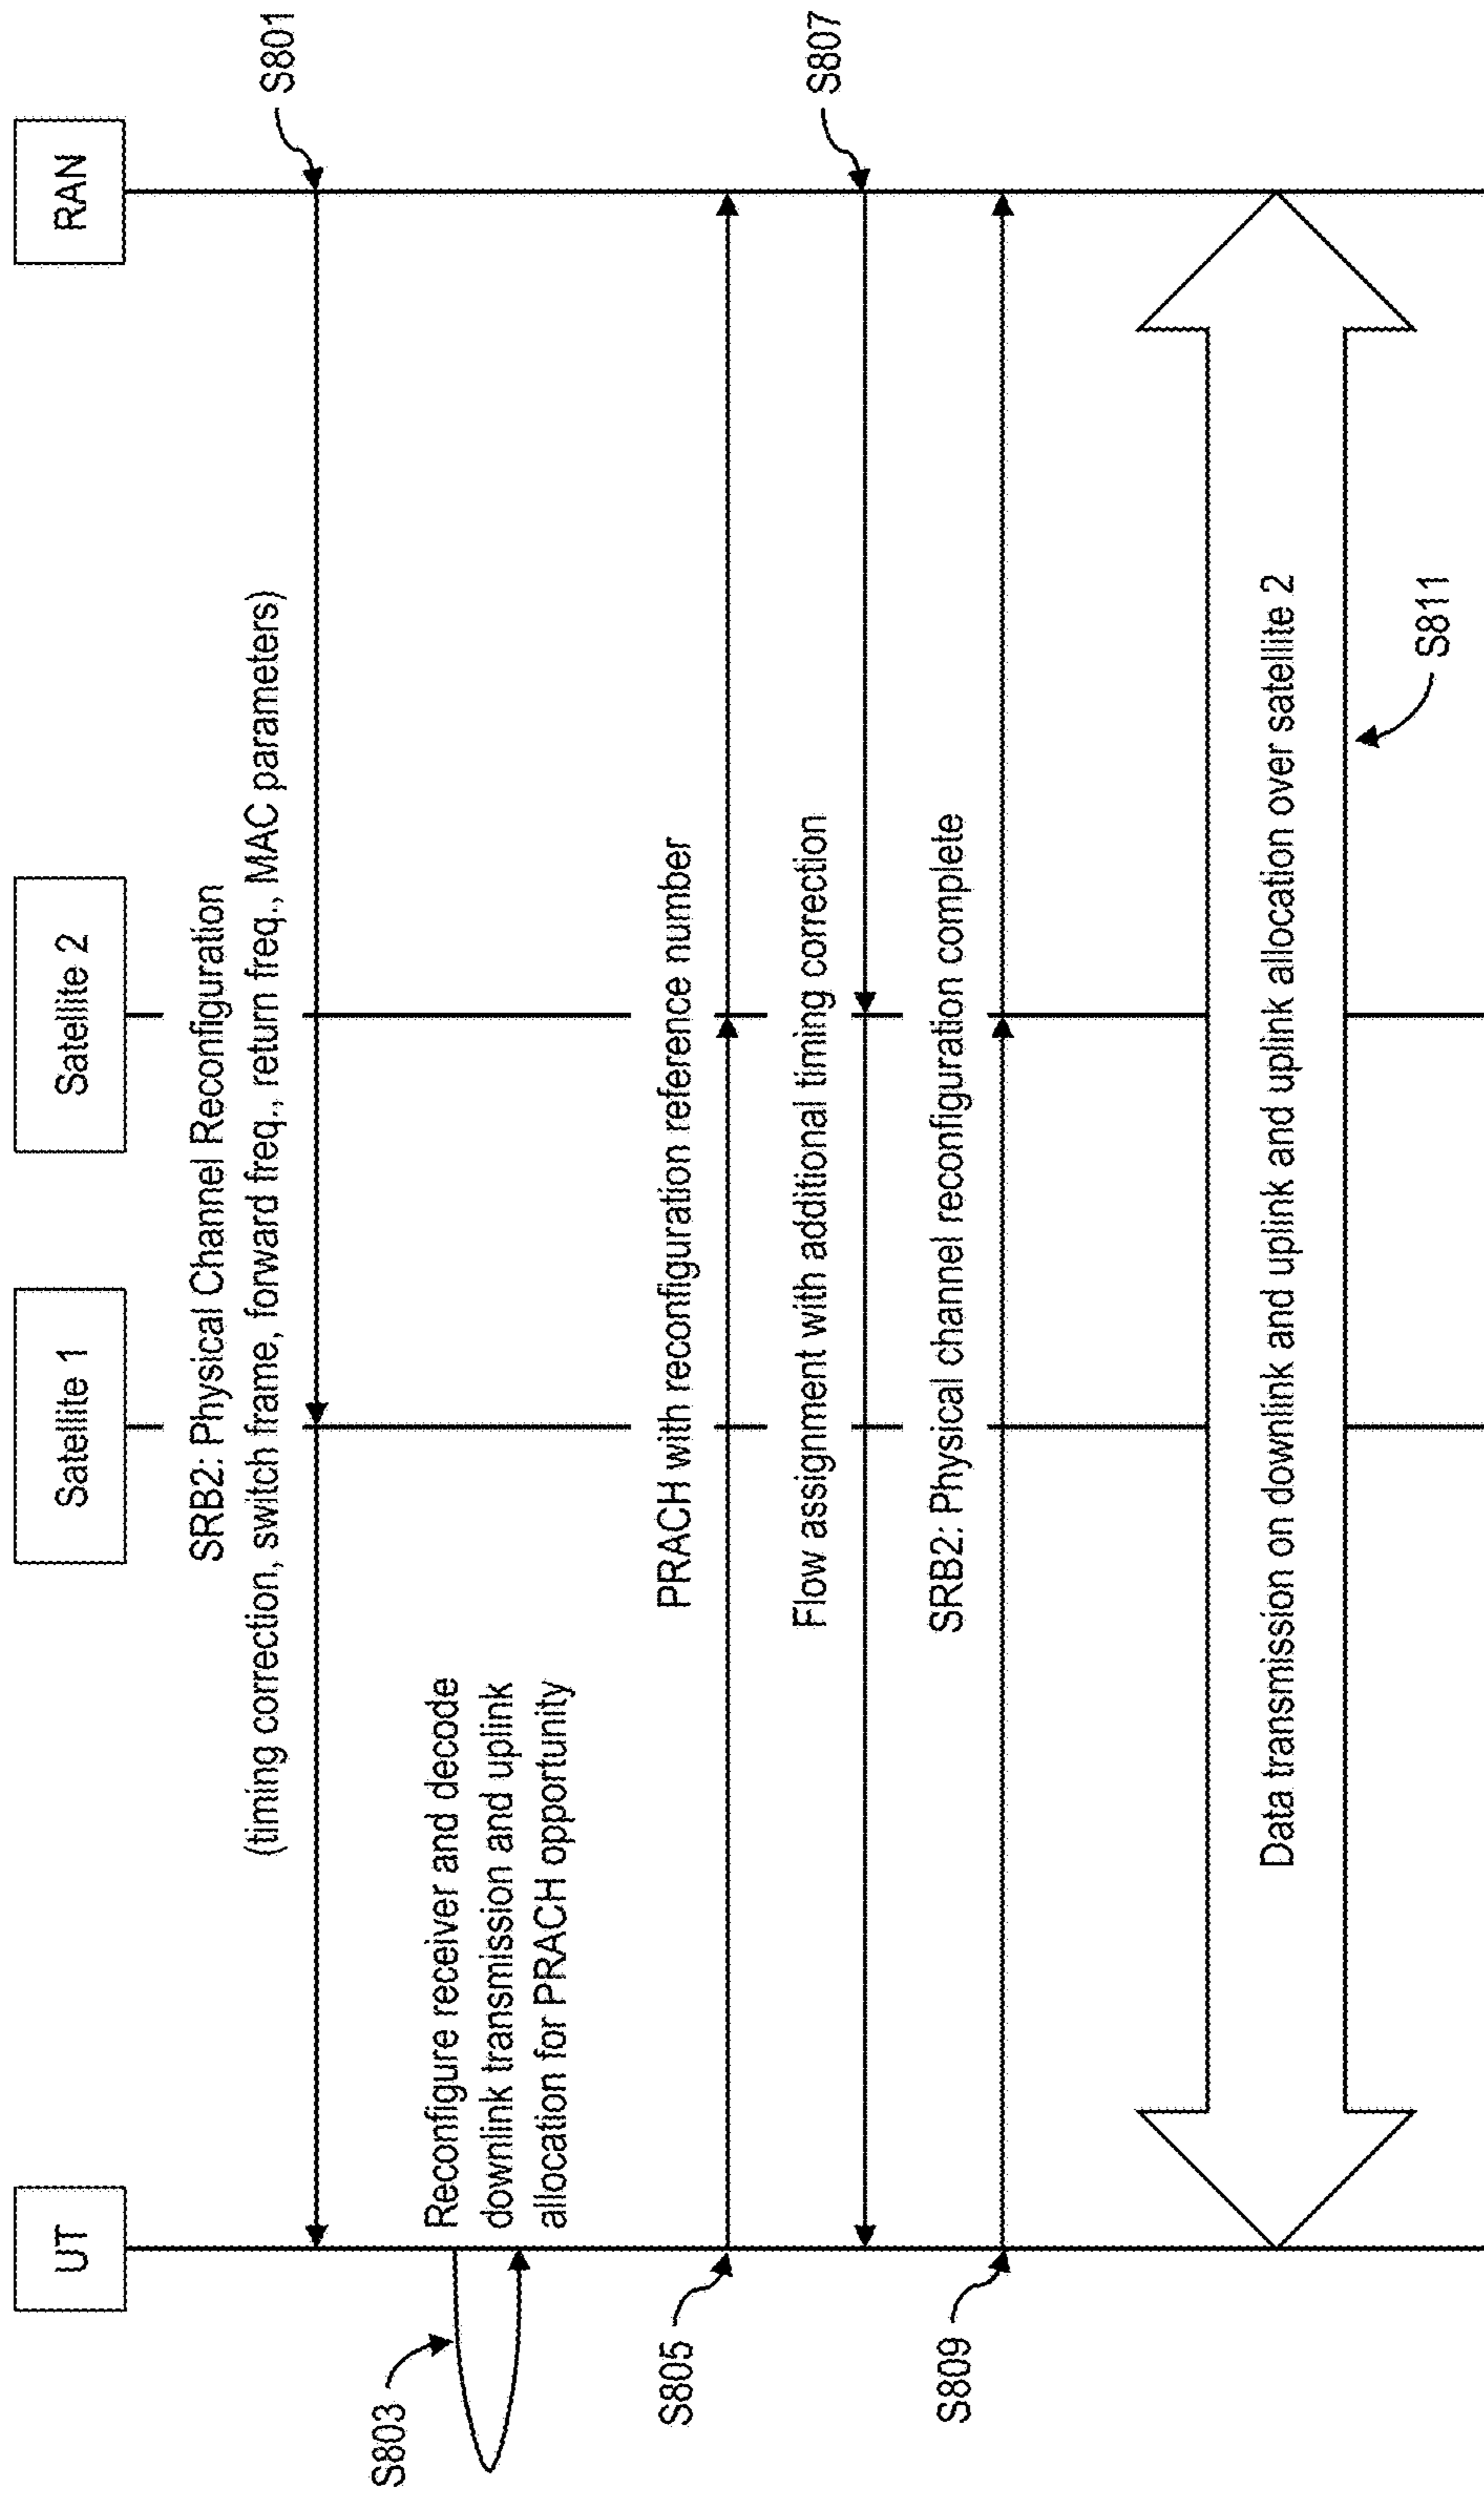 UT
Satellite 1
Satellite 2
RAN
SRB2: Physical Channel Reconfiguration
(timing correction, switch frame, forward freq., return freq., MAC parameters)
S801
S803
Reconfigure receiver and decode
downlink transmission and uplink
allocation for PRACH opportunity
PRACH with reconfiguration reference number
S805
Flow assignment with additional timing correction
S807
SRB2: Physical channel reconfiguration complete
S809
Data transmission on downlink and uplink and uplink allocation over satellite 2
S811